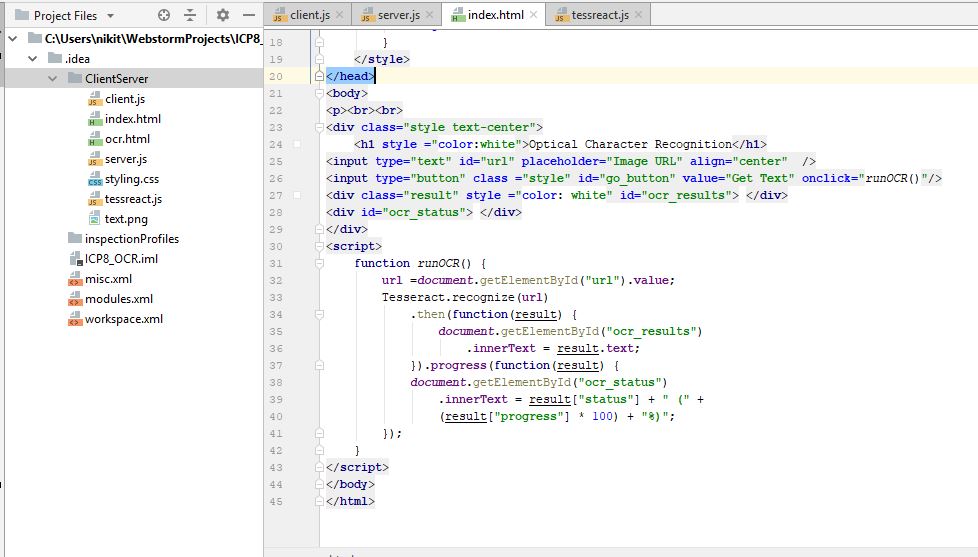 Project Files
C:\Users\nikit\WebstormProjects\ICP8_
.idea
ClientServer
client.js
index.html
ocr.html
server.js
styling.css
tessreact.js
text.png
inspectionProfiles
ICP8_OCR.iml
misc.xml
modules.xml
workspace.xml
client.js server.js index.html tessreact.js
18 }
19 </style>
20 </head>
21 <body>
22 <p><br><br>
23 <div class="style text-center">
24 <h1 style ="color:white">Optical Character Recognition</h1>
25 <input type="text" id="url" placeholder="Image URL" align="center" />
26 <input type="button" class ="style" id="go_button" value="Get Text" onclick="runOCR()"/>
27 <div class="result" style ="color: white" id="ocr_results"> </div>
28 <div id="ocr_status"> </div>
29 </div>
30 <script>
31 function runOCR() {
32 url =document.getElementById("url").value;
33 Tesseract.recognize(url)
34 .then(function(result) {
35 document.getElementById("ocr_results")
36 .innerText = result.text;
37 }).progress(function(result) {
38 document.getElementById("ocr_status")
39 .innerText = result["status"] + " (" +
40 (result["progress"] * 100) + "%)";
41 });
42 }
43 </script>
44 </body>
45 </html>